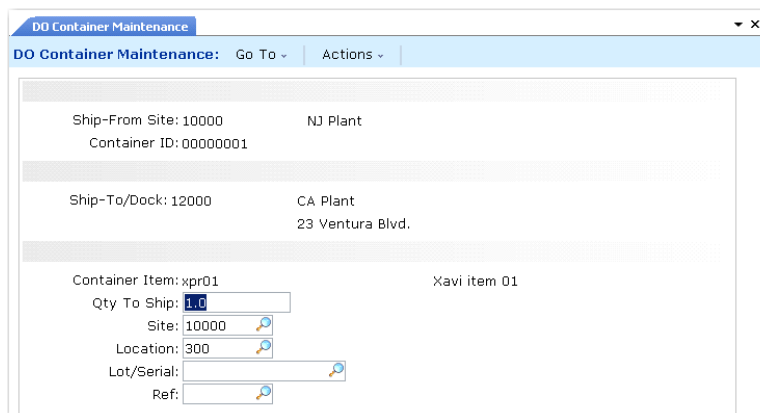 DO Container Maintenance
DO Container Maintenance: Go To Actions
Ship-From Site: 10000 NJ Plant
Container ID: 00000001
Ship-To/Dock: 12000 CA Plant
23 Ventura Blvd.
Container Item: xpr01 Xavi item 01
Qty To Ship: 1.0
Site: 10000
Location: 300
Lot/Serial:
Ref: